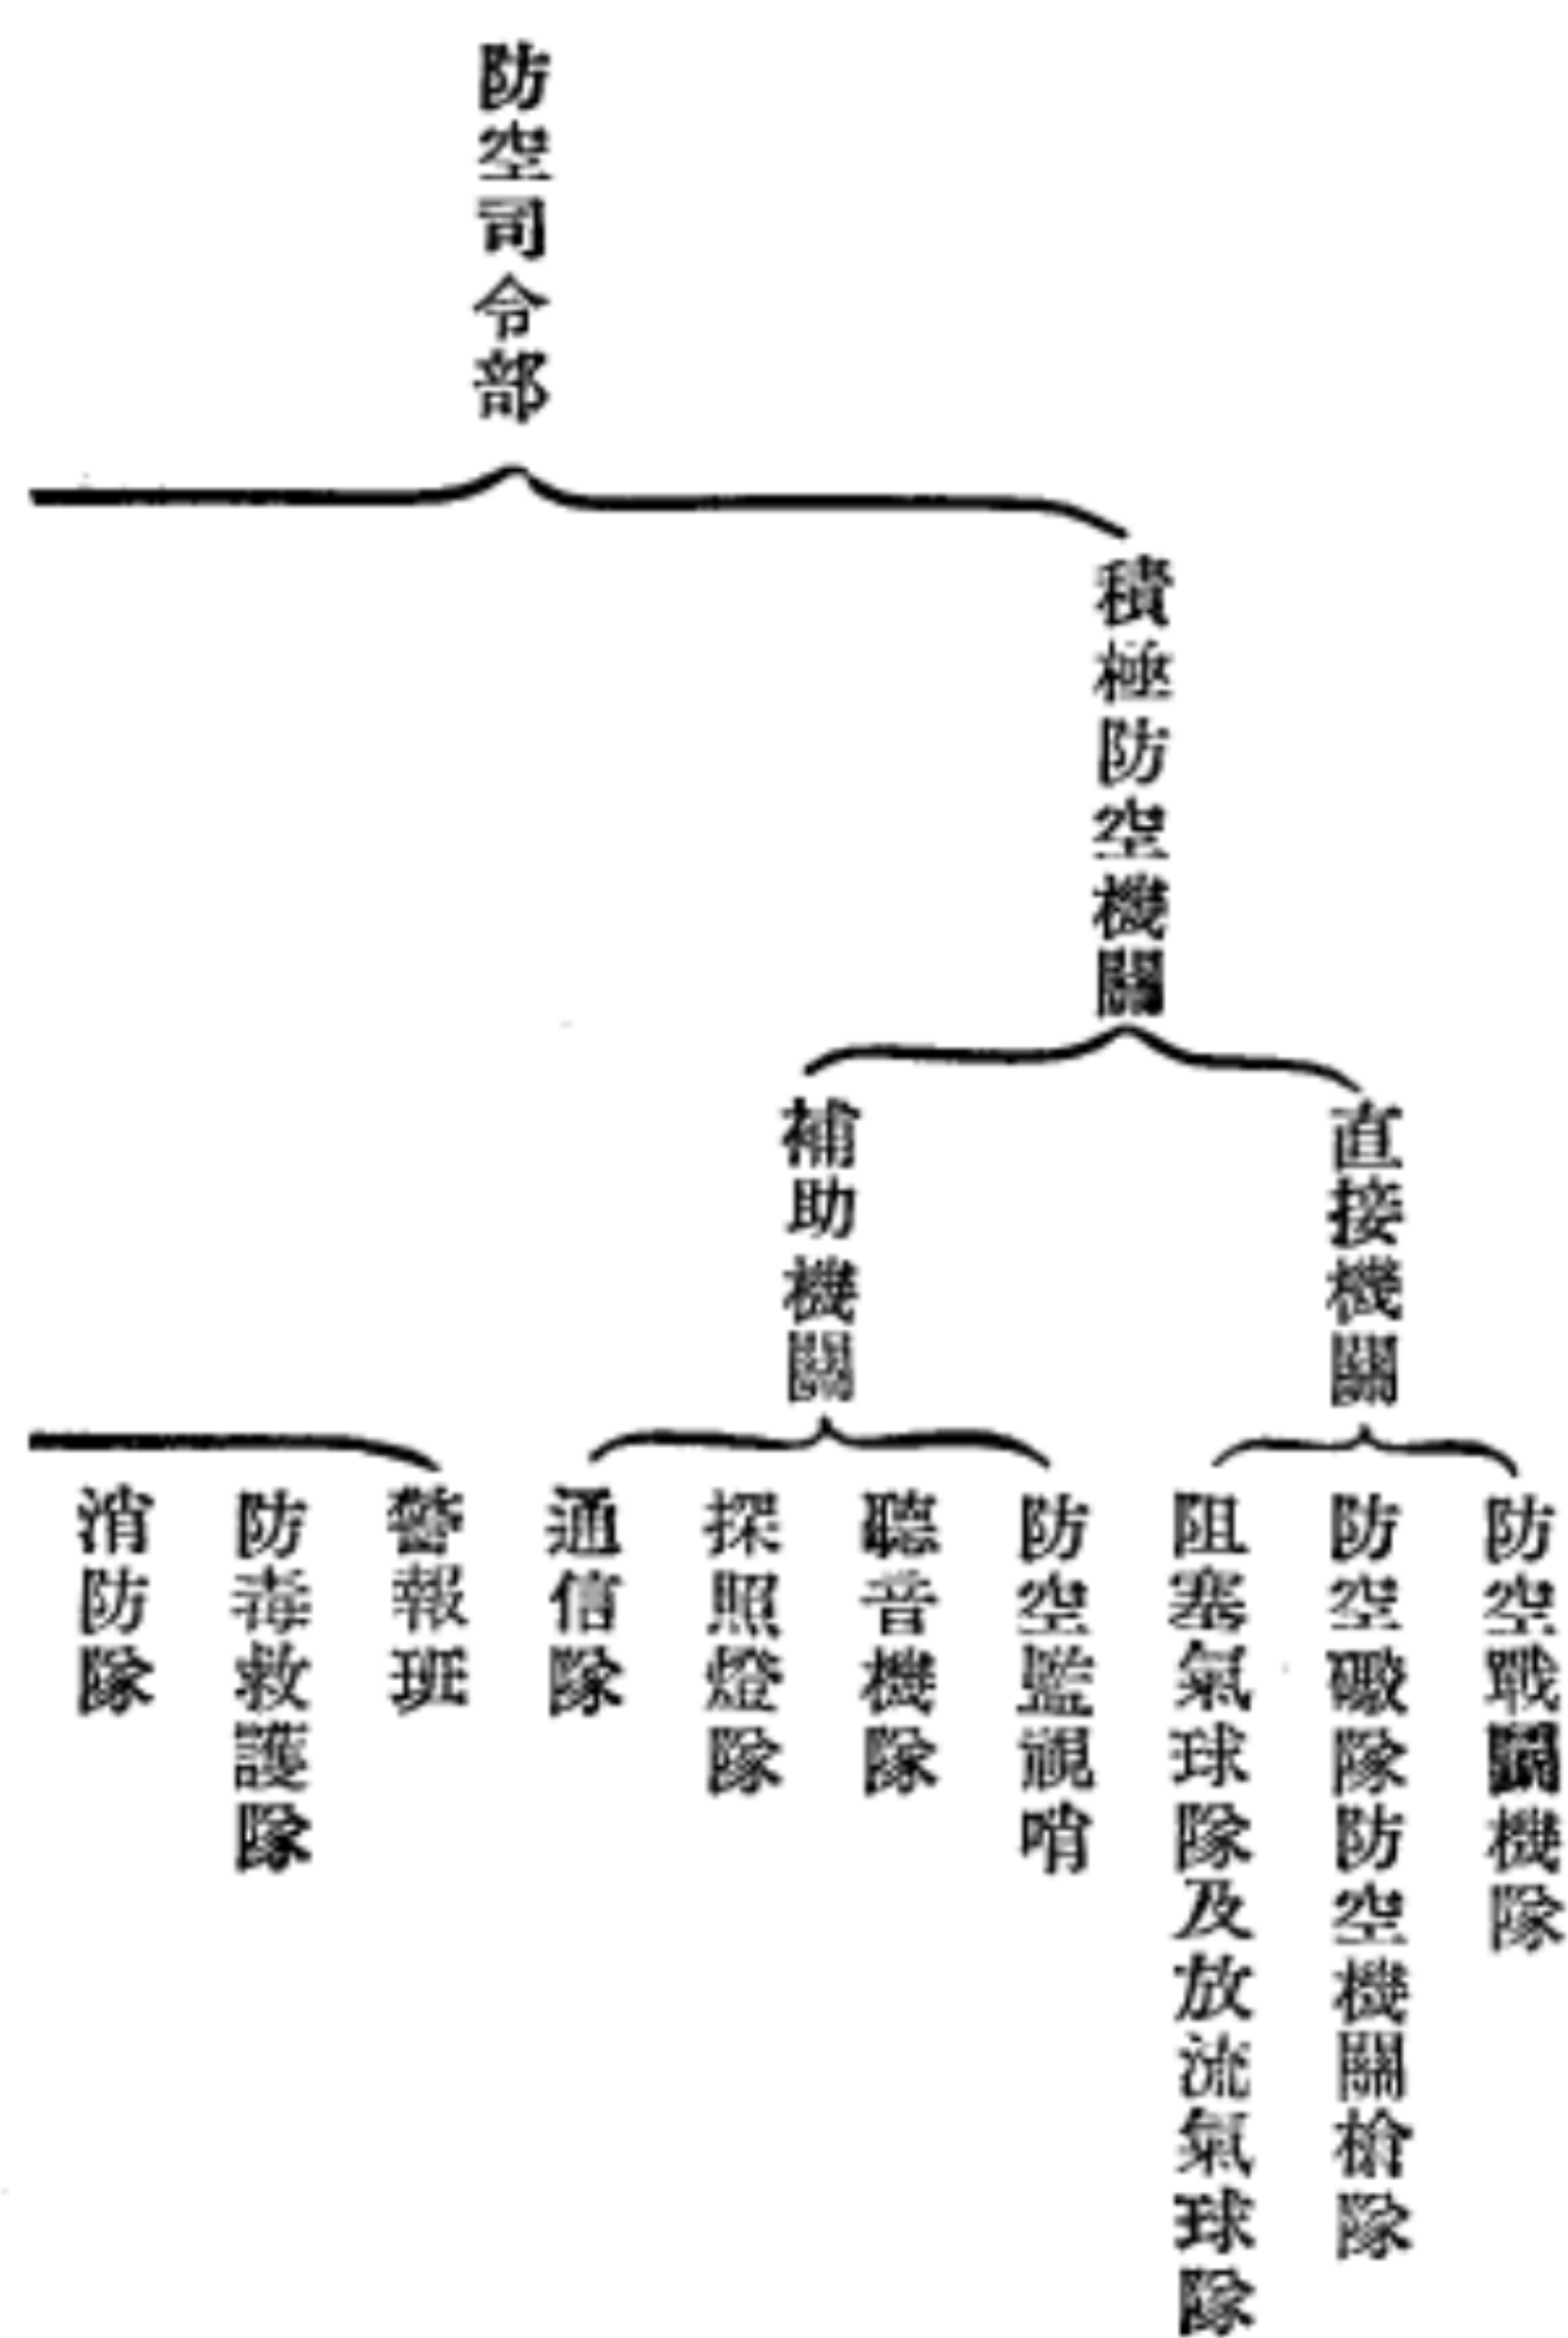 防空司令部
積極防空機關
直接機關
防空戰鬭機隊
防空礮隊防空機關槍隊
阻塞氣球隊及放流氣球隊
補助機關
防空監視哨
聽音機隊
探照燈隊
通信隊
警報班
防毒救護隊
消防隊